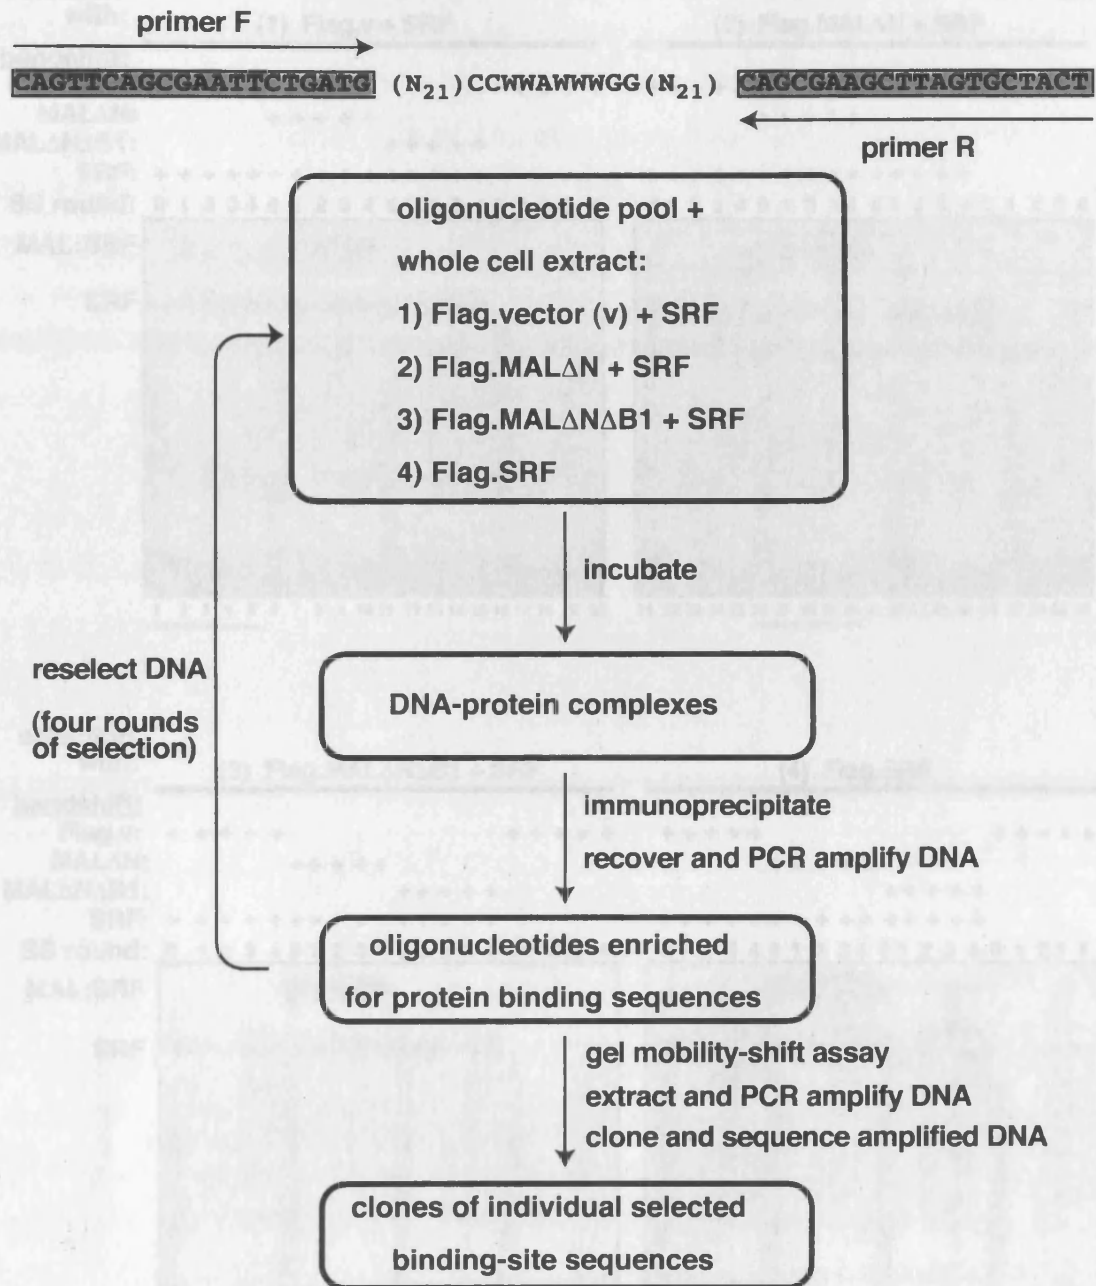 primer F
CAGTTCAGCGAATTCTGATG (N21)CCWWAWWWGG(N21) CAGCGAAGCTTAGTGCTACT
primer R
oligonucleotide pool +
whole cell extract:
1) Flag.vector (v) + SRF
2) Flag.MALΔN + SRF
3) Flag.MALΔNΔB1 + SRF
4) Flag.SRF
incubate
reselect DNA
(four rounds
of selection)
DNA-protein complexes
immunoprecipitate
recover and PCR amplify DNA
oligonucleotides enriched
for protein binding sequences
gel mobility-shift assay
extract and PCR amplify DNA
clone and sequence amplified DNA
clones of individual selected
binding-site sequences